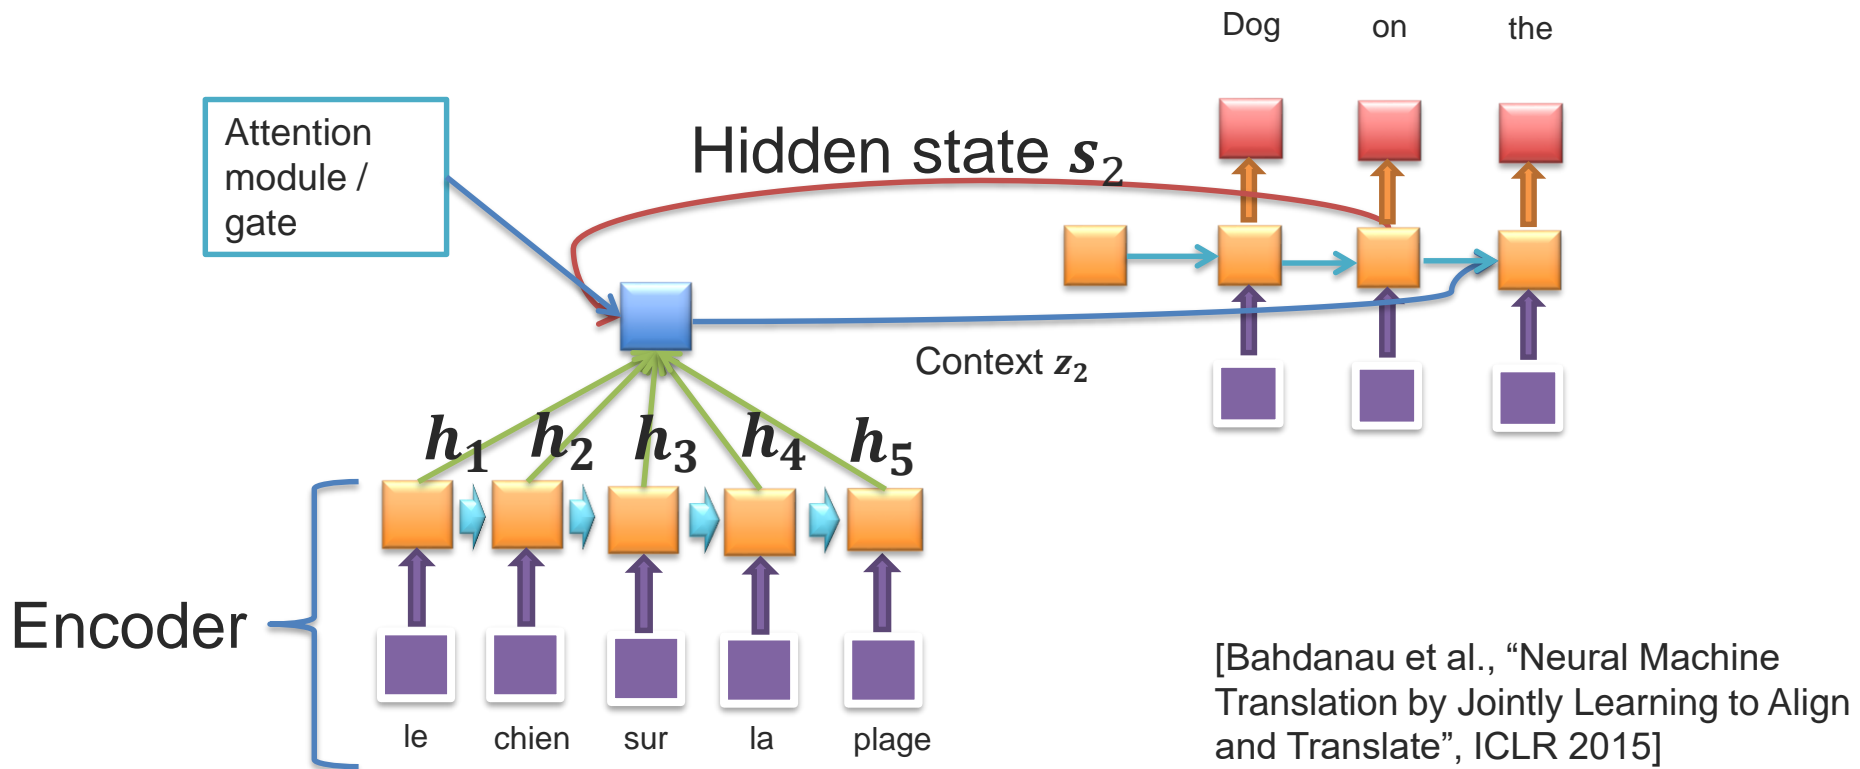 Dog on the
Attention
module /
gate
Hidden state s₂
Context z₂
h₁ h₂ h₃ h₄ h₅
Encoder
le chien sur la plage
[Bahdanau et al., “Neural Machine
Translation by Jointly Learning to Align
and Translate”, ICLR 2015]